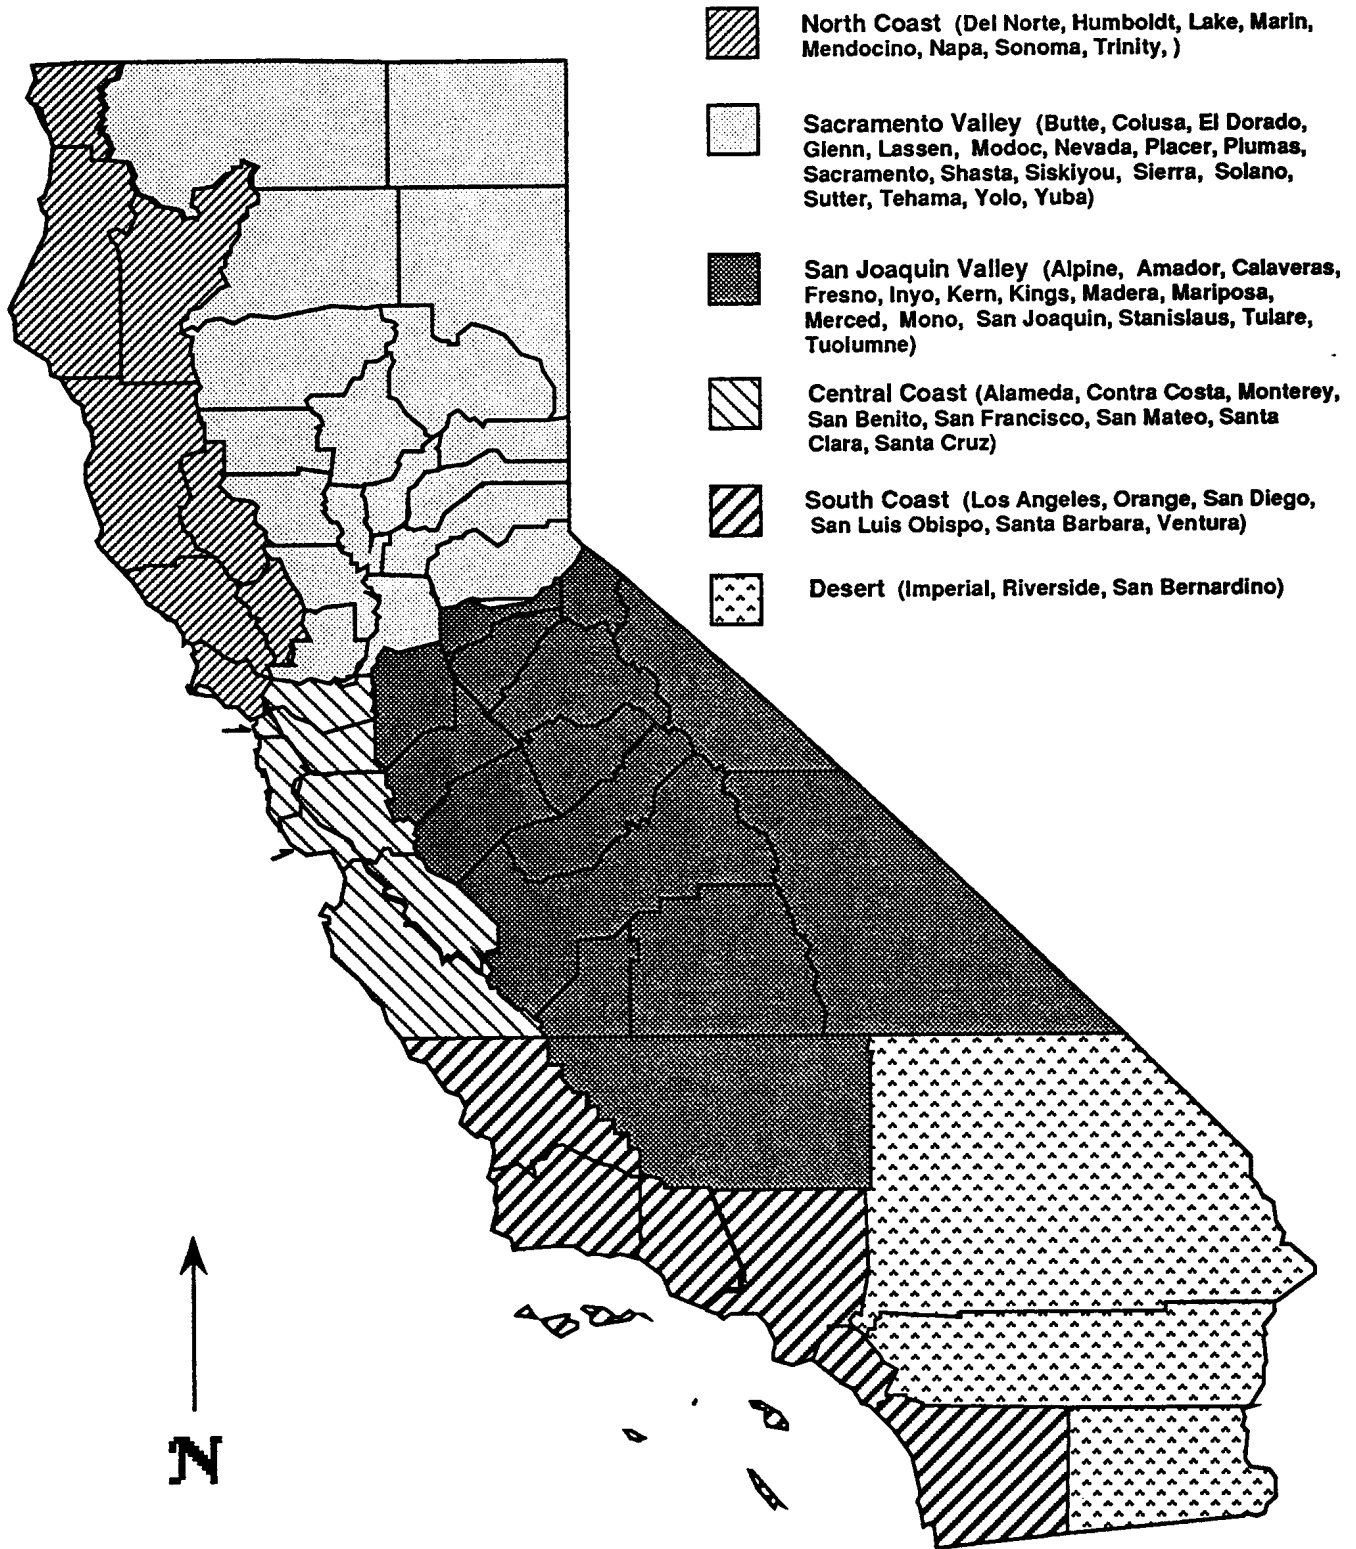 North Coast (Del Norte, Humboldt, Lake, Marin,
Mendocino, Napa, Sonoma, Trinity, )
Sacramento Valley (Butte, Colusa, El Dorado,
Glenn, Lassen, Modoc, Nevada, Placer, Plumas,
Sacramento, Shasta, Siskiyou, Sierra, Solano,
Sutter, Tehama, Yolo, Yuba)
San Joaquin Valley (Alpine, Amador, Calaveras,
Fresno, Inyo, Kern, Kings, Madera, Mariposa,
Merced, Mono, San Joaquin, Stanislaus, Tulare,
Tuolumne)
Central Coast (Alameda, Contra Costa, Monterey,
San Benito, San Francisco, San Mateo, Santa
Clara, Santa Cruz)
South Coast (Los Angeles, Orange, San Diego,
San Luis Obispo, Santa Barbara, Ventura)
Desert (Imperial, Riverside, San Bernardino)
N